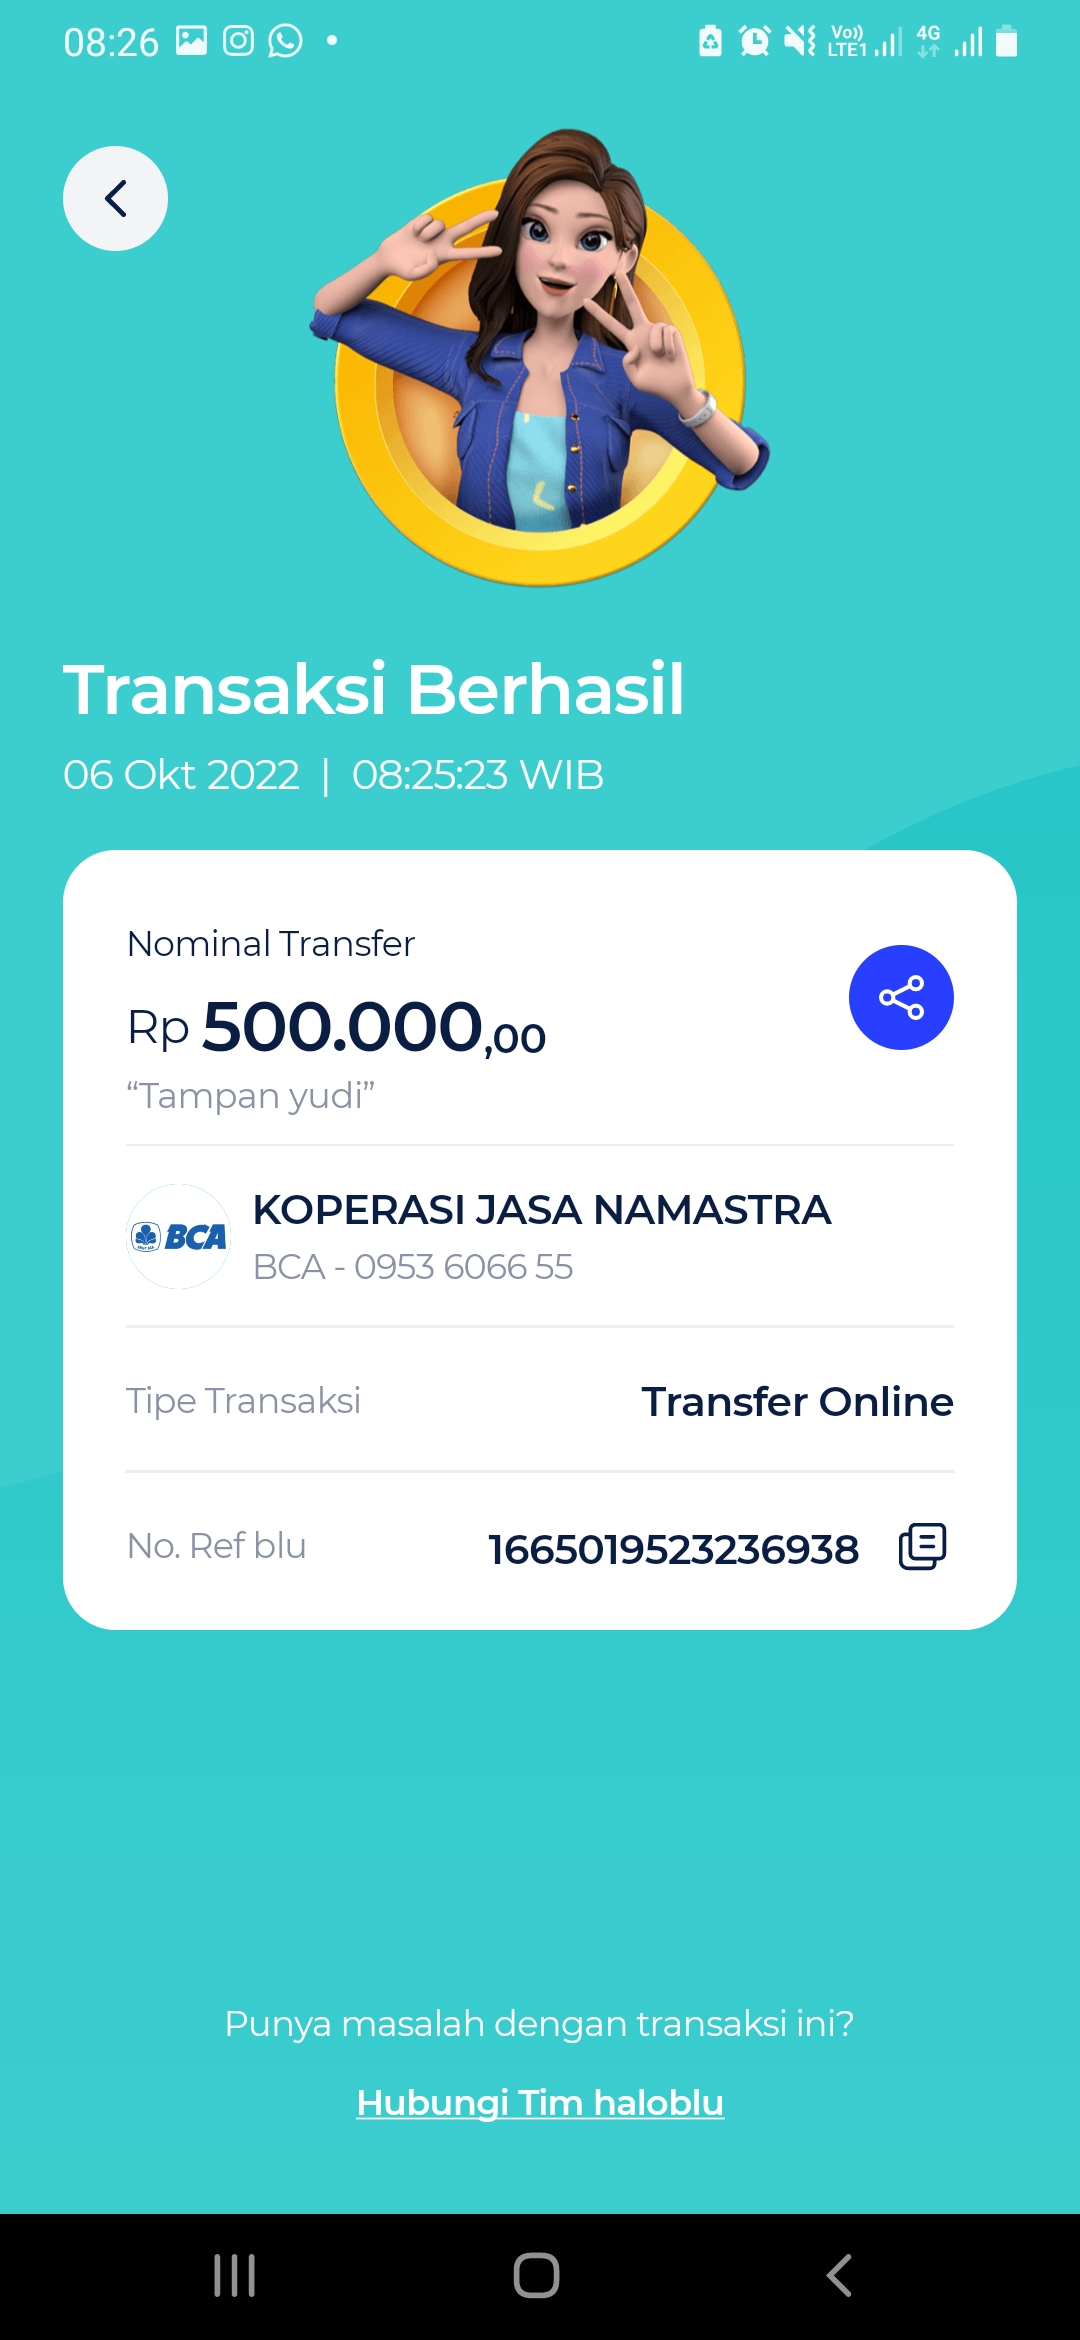 08:26
Vo))
LTE1
4G
Transaksi Berhasil
06 Okt 2022 | 08:25:23 WIB
Nominal Transfer
Rp 500.000,00
“Tampan yudi”
BCA
KOPERASI JASA NAMASTRA
BCA - 0953 6066 55
Tipe Transaksi
Transfer Online
No. Ref blu
1665019523236938
Punya masalah dengan transaksi ini?
Hubungi Tim haloblu